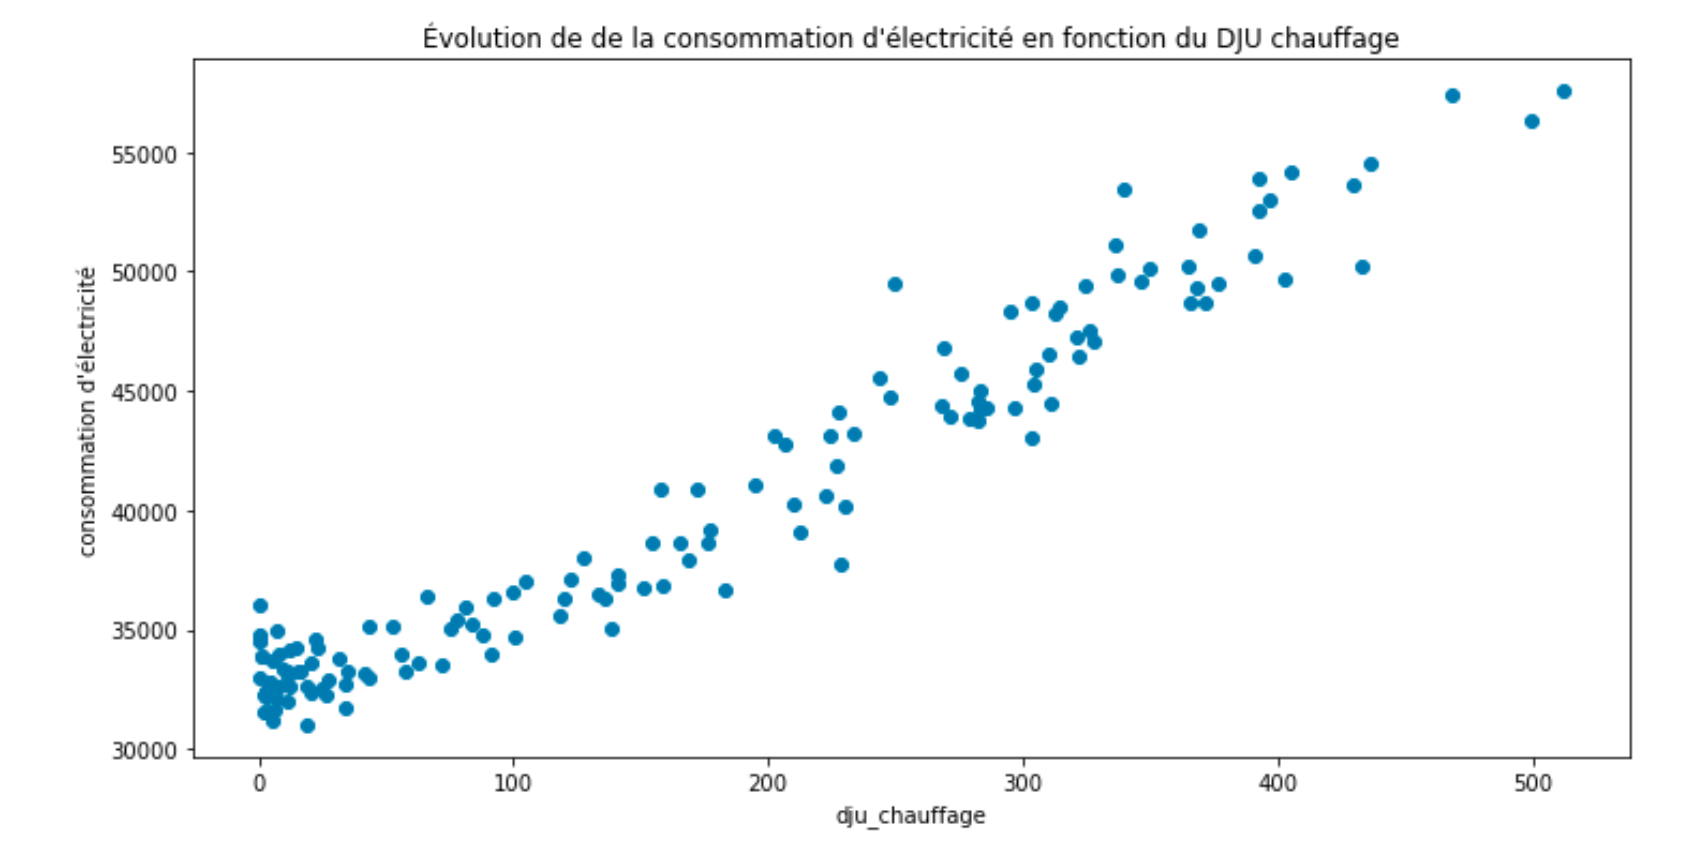 Évolution de de la consommation d'électricité en fonction du DJU chauffage
55000
50000
45000
40000
35000
30000
consommation d'électricité
0 100 200 300 400 500
dju_chauffage